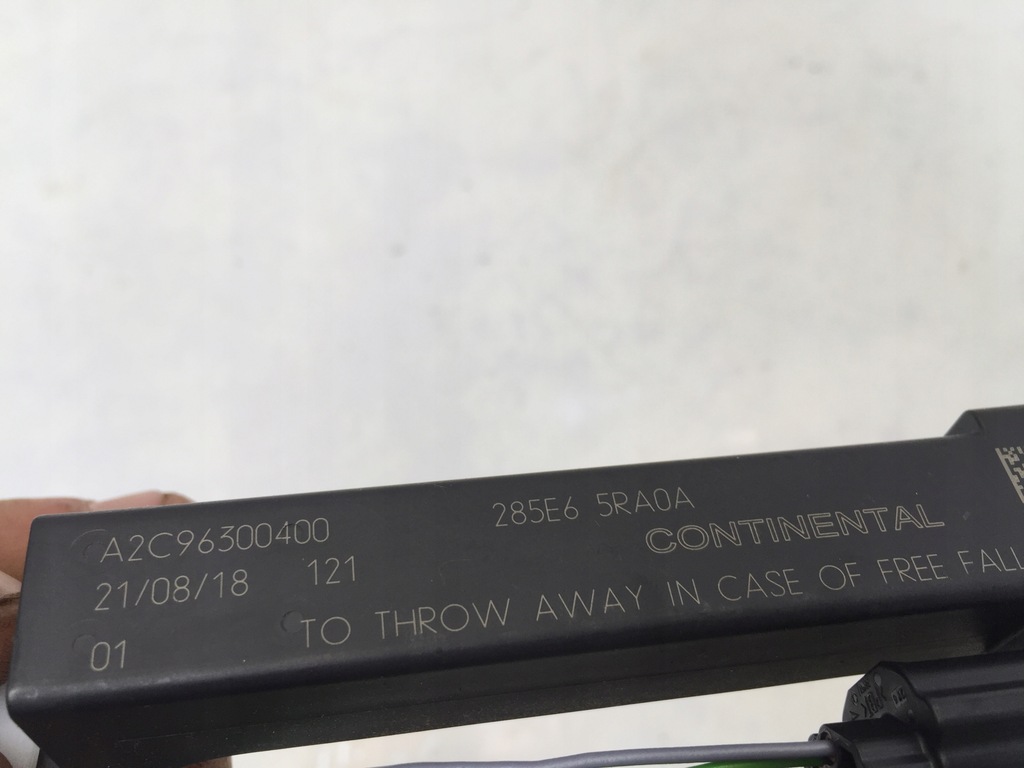 A2C96300400
285E6 5RA0A
CONTINENTAL
21/08/18 121
TO THROW AWAY IN CASE OF FREE FALL
01